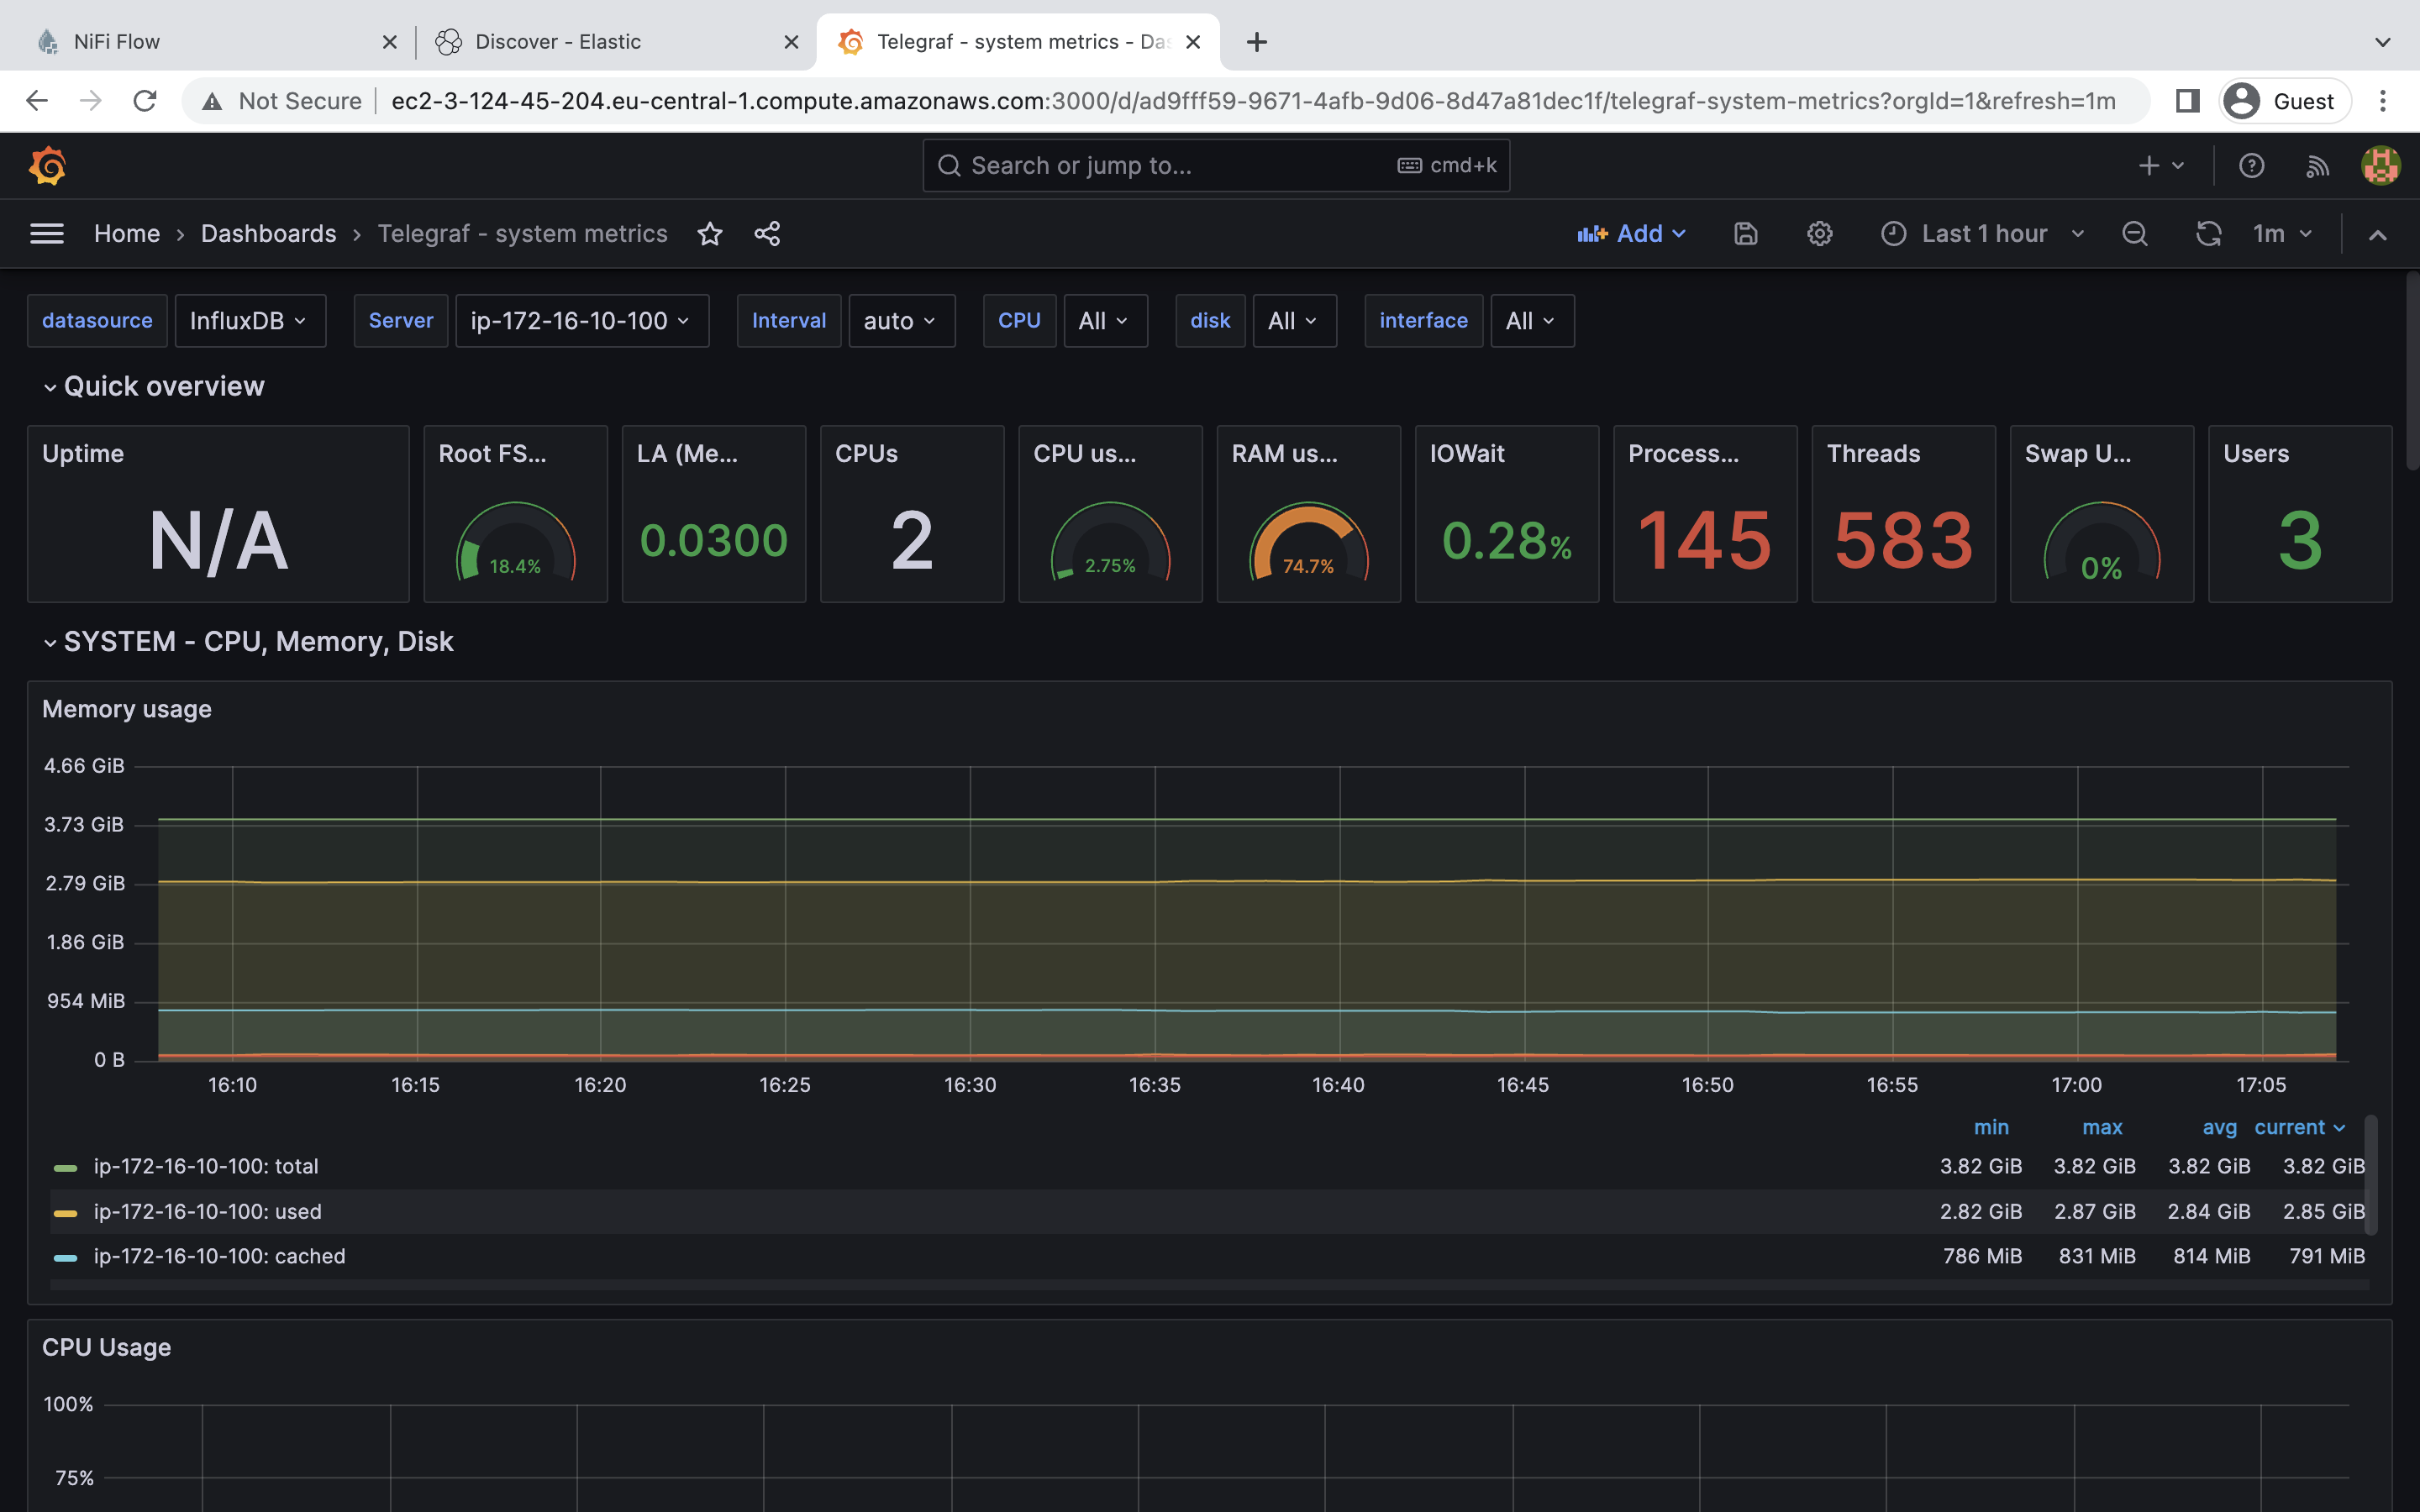 NiFi Flow
Discover - Elastic
Telegraf - system metrics - Das
Not Secure ec2-3-124-45-204.eu-central-1.compute.amazonaws.com:3000/d/ad9fff59-9671-4afb-9d06-8d47a81dec1f/telegraf-system-metrics?orgId=1&refresh=1m Guest
Search or jump to... cmd+k
Home › Dashboards › Telegraf - system metrics Add Last 1 hour 1m
datasource InfluxDB Server ip-172-16-10-100 Interval auto CPU All disk All interface All
Quick overview
Uptime
N/A
Root FS...
18.4%
LA (Me...
0.0300
CPUs
2
CPU us...
2.75%
RAM us...
74.7%
IOWait
0.28%
Process...
145
Threads
583
Swap U...
0%
Users
3
SYSTEM - CPU, Memory, Disk
Memory usage
4.66 GiB
3.73 GiB
2.79 GiB
1.86 GiB
954 MiB
0 B
16:10 16:15 16:20 16:25 16:30 16:35 16:40 16:45 16:50 16:55 17:00 17:05
min max avg current
ip-172-16-10-100: total 3.82 GiB 3.82 GiB 3.82 GiB 3.82 GiB
ip-172-16-10-100: used 2.82 GiB 2.87 GiB 2.84 GiB 2.85 GiB
ip-172-16-10-100: cached 786 MiB 831 MiB 814 MiB 791 MiB
CPU Usage
100%
75%